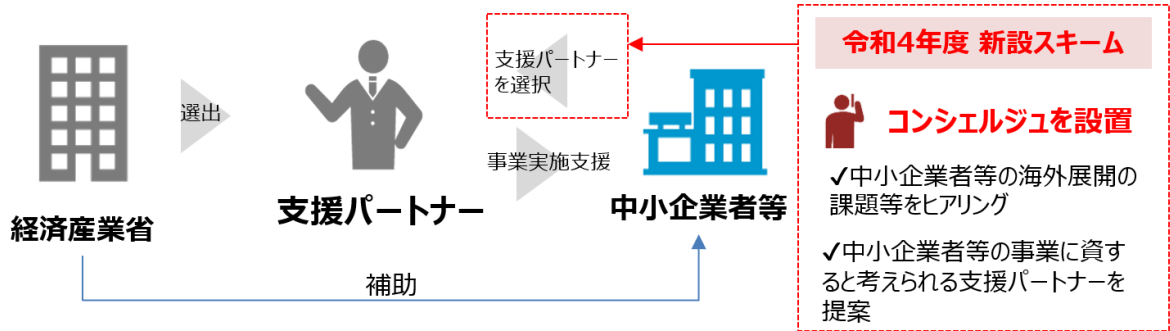 選出
支援パートナー
を選択
事業実施支援
経済産業省
支援パートナー
中小企業者等
補助
令和4年度 新設スキーム
コンシェルジュを設置
✓中小企業者等の海外展開の
課題等をヒアリング
✓中小企業者等の事業に資す
ると考えられる支援パートナーを
提案